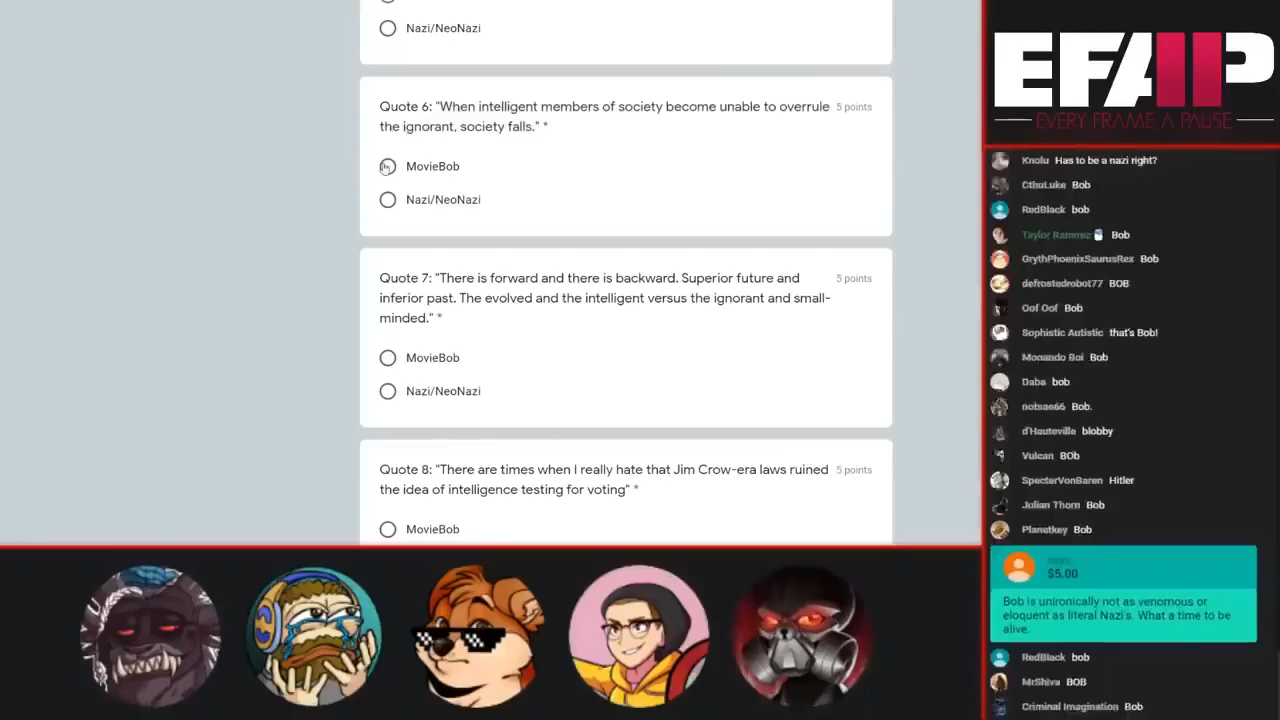 Nazi/NeoNazi
Quote 6: "When intelligent members of society become unable to overrule
the ignorant, society falls." *
5 points
MovieBob
Nazi/NeoNazi
Quote 7: "There is forward and there is backward. Superior future and
inferior past. The evolved and the intelligent versus the ignorant and small-
minded." *
5 points
MovieBob
Nazi/NeoNazi
Quote 8: "There are times when I really hate that Jim Crow-era laws ruined
the idea of intelligence testing for voting" *
5 points
MovieBob
EFAP
EVERY FRAME A PAUSE
Knolu Has to be a nazi right?
CthuLuke Bob
RedBlack bob
Taylor Ramirez Bob
GrythPhoenixSaurusRex Bob
defrostedrobot77 BOB
Oof Oof Bob
Sophistic Autistic that's Bob!
Monando Boi Bob
Daba bob
notsae66 Bob.
d'Hauteville blobby
Vulcan BOb
SpecterVonBaren Hitler
Julian Thorn Bob
Planetkey Bob
$5.00
Bob is unironically not as venomous or
eloquent as literal Nazi's. What a time to be
alive.
RedBlack bob
MrShiva BOB
Criminal Imagination Bob